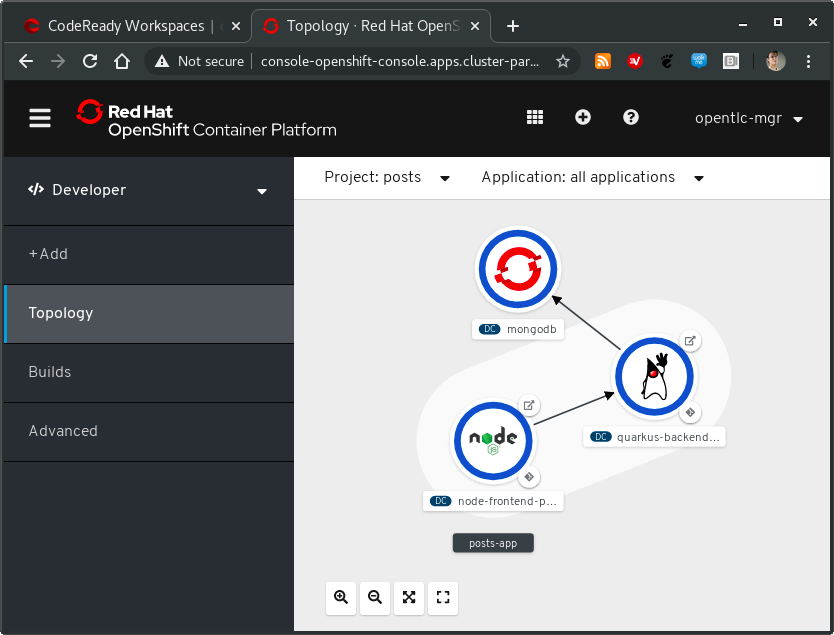 CodeReady Workspaces |
Topology · Red Hat OpenS
Not secure
console-openshift-console.apps.cluster-par...
Red Hat
OpenShift Container Platform
opentlc-mgr
Developer
Project: posts
Application: all applications
+Add
Topology
Builds
Advanced
DC mongodb
DC quarkus-backend...
node JS
DC node-frontend-p...
posts-app